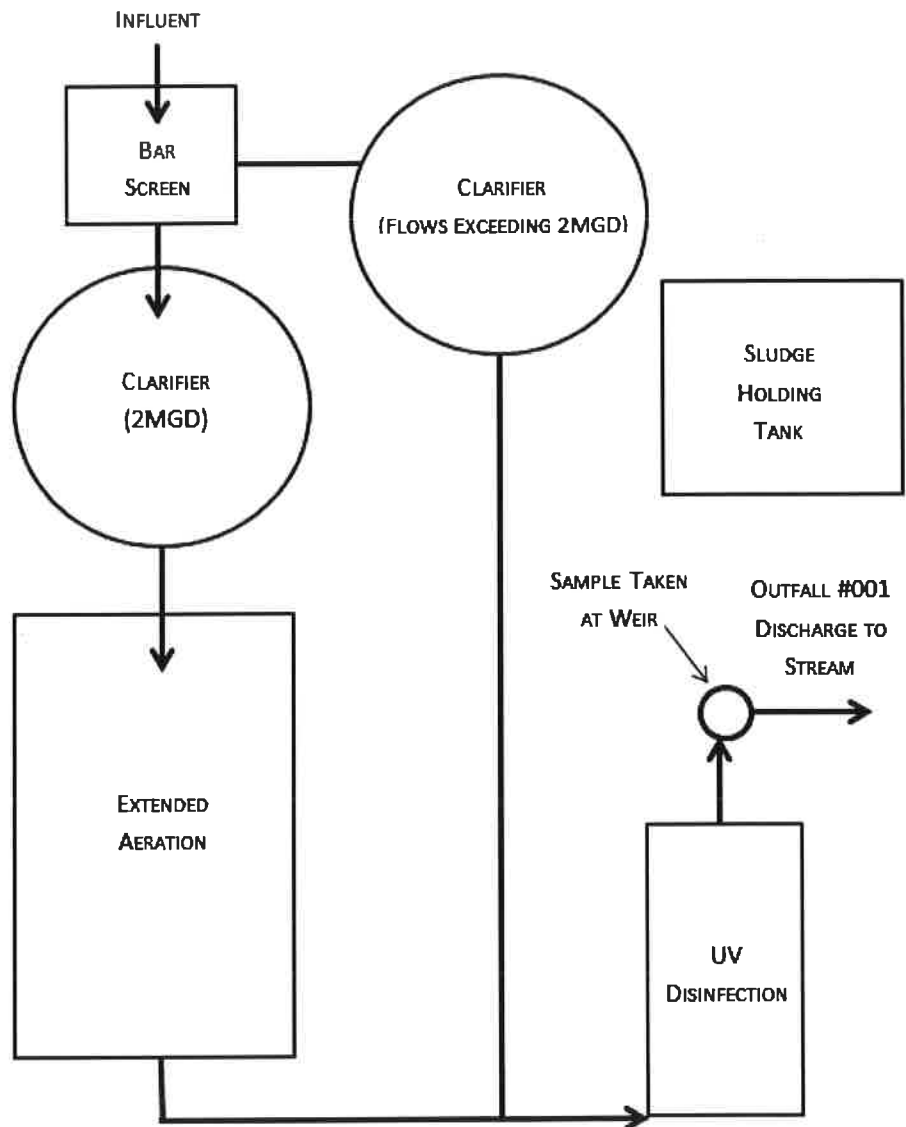 INFLUENT
BAR
SCREEN
CLARIFIER
(FLOWS EXCEEDING 2MGD)
CLARIFIER
(2MGD)
SLUDGE
HOLDING
TANK
SAMPLE TAKEN
AT WEIR
OUTFALL #001
DISCHARGE TO
STREAM
EXTENDED
AERATION
UV
DISINFECTION